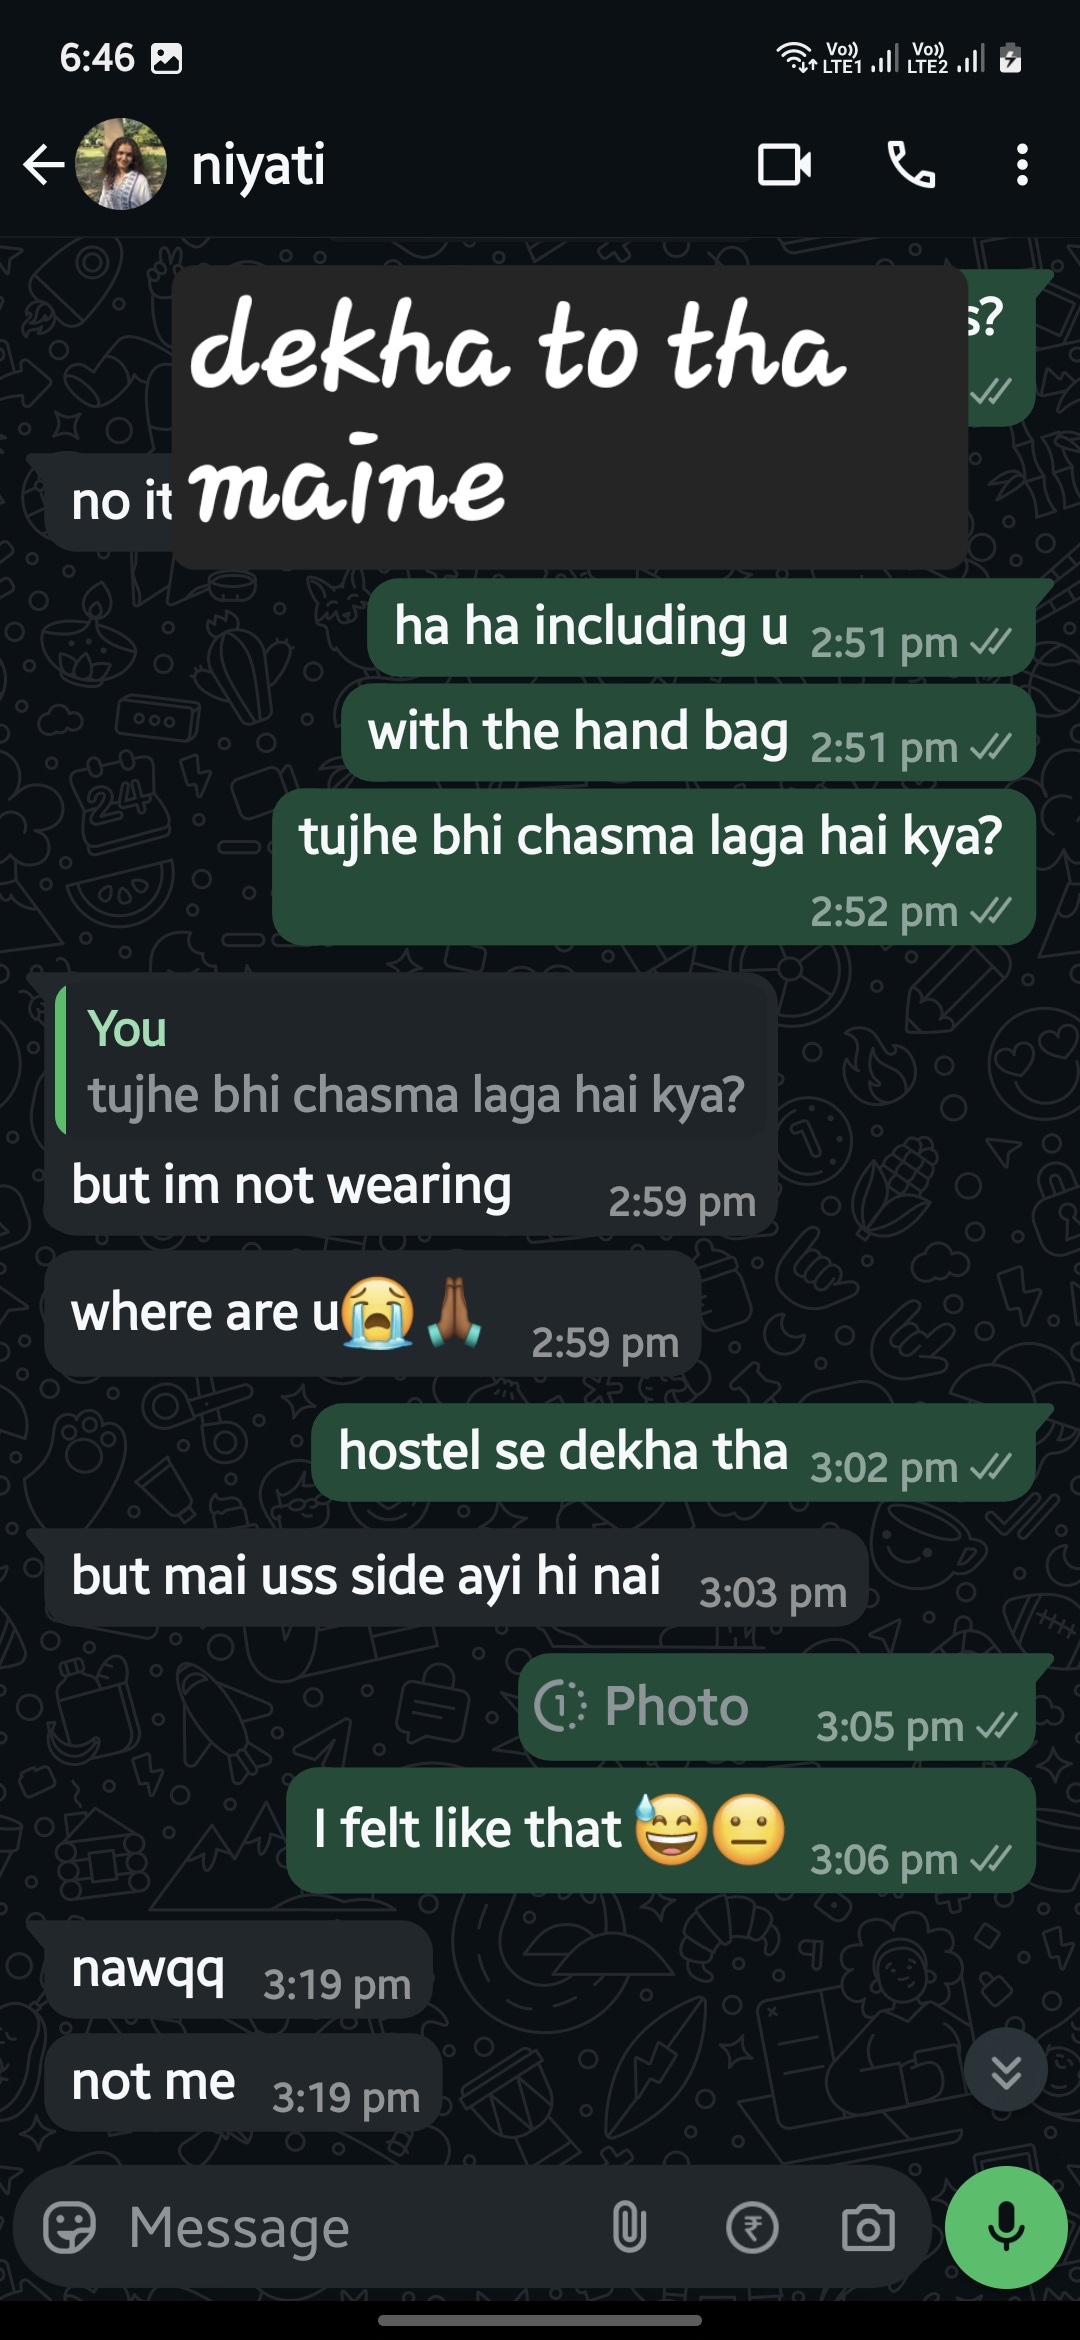 6:46 Vo)) LTE1 Vo)) LTE2
niyati
s?
dekha to tha
maine
no it
ha ha including u 2:51 pm
with the hand bag 2:51 pm
tujhe bhi chasma laga hai kya?
2:52 pm
You
tujhe bhi chasma laga hai kya?
but im not wearing 2:59 pm
where are u😭🙏🏾 2:59 pm
hostel se dekha tha 3:02 pm
but mai uss side ayi hi nai 3:03 pm
1 Photo 3:05 pm
I felt like that 😅😐 3:06 pm
nawqq 3:19 pm
not me 3:19 pm
Message ₹